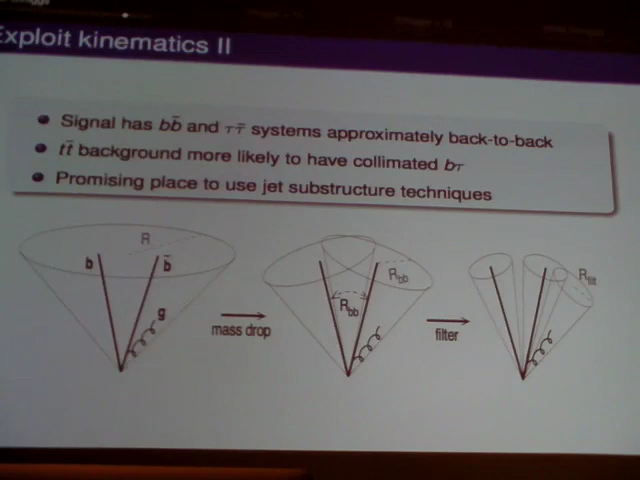 Exploit kinematics II
Signal has bb̄ and ττ̄ systems approximately back-to-back
tt̄ background more likely to have collimated bτ
Promising place to use jet substructure techniques
R
b
b̄
g
mass drop
R_bb
R_bb
filter
R_filt